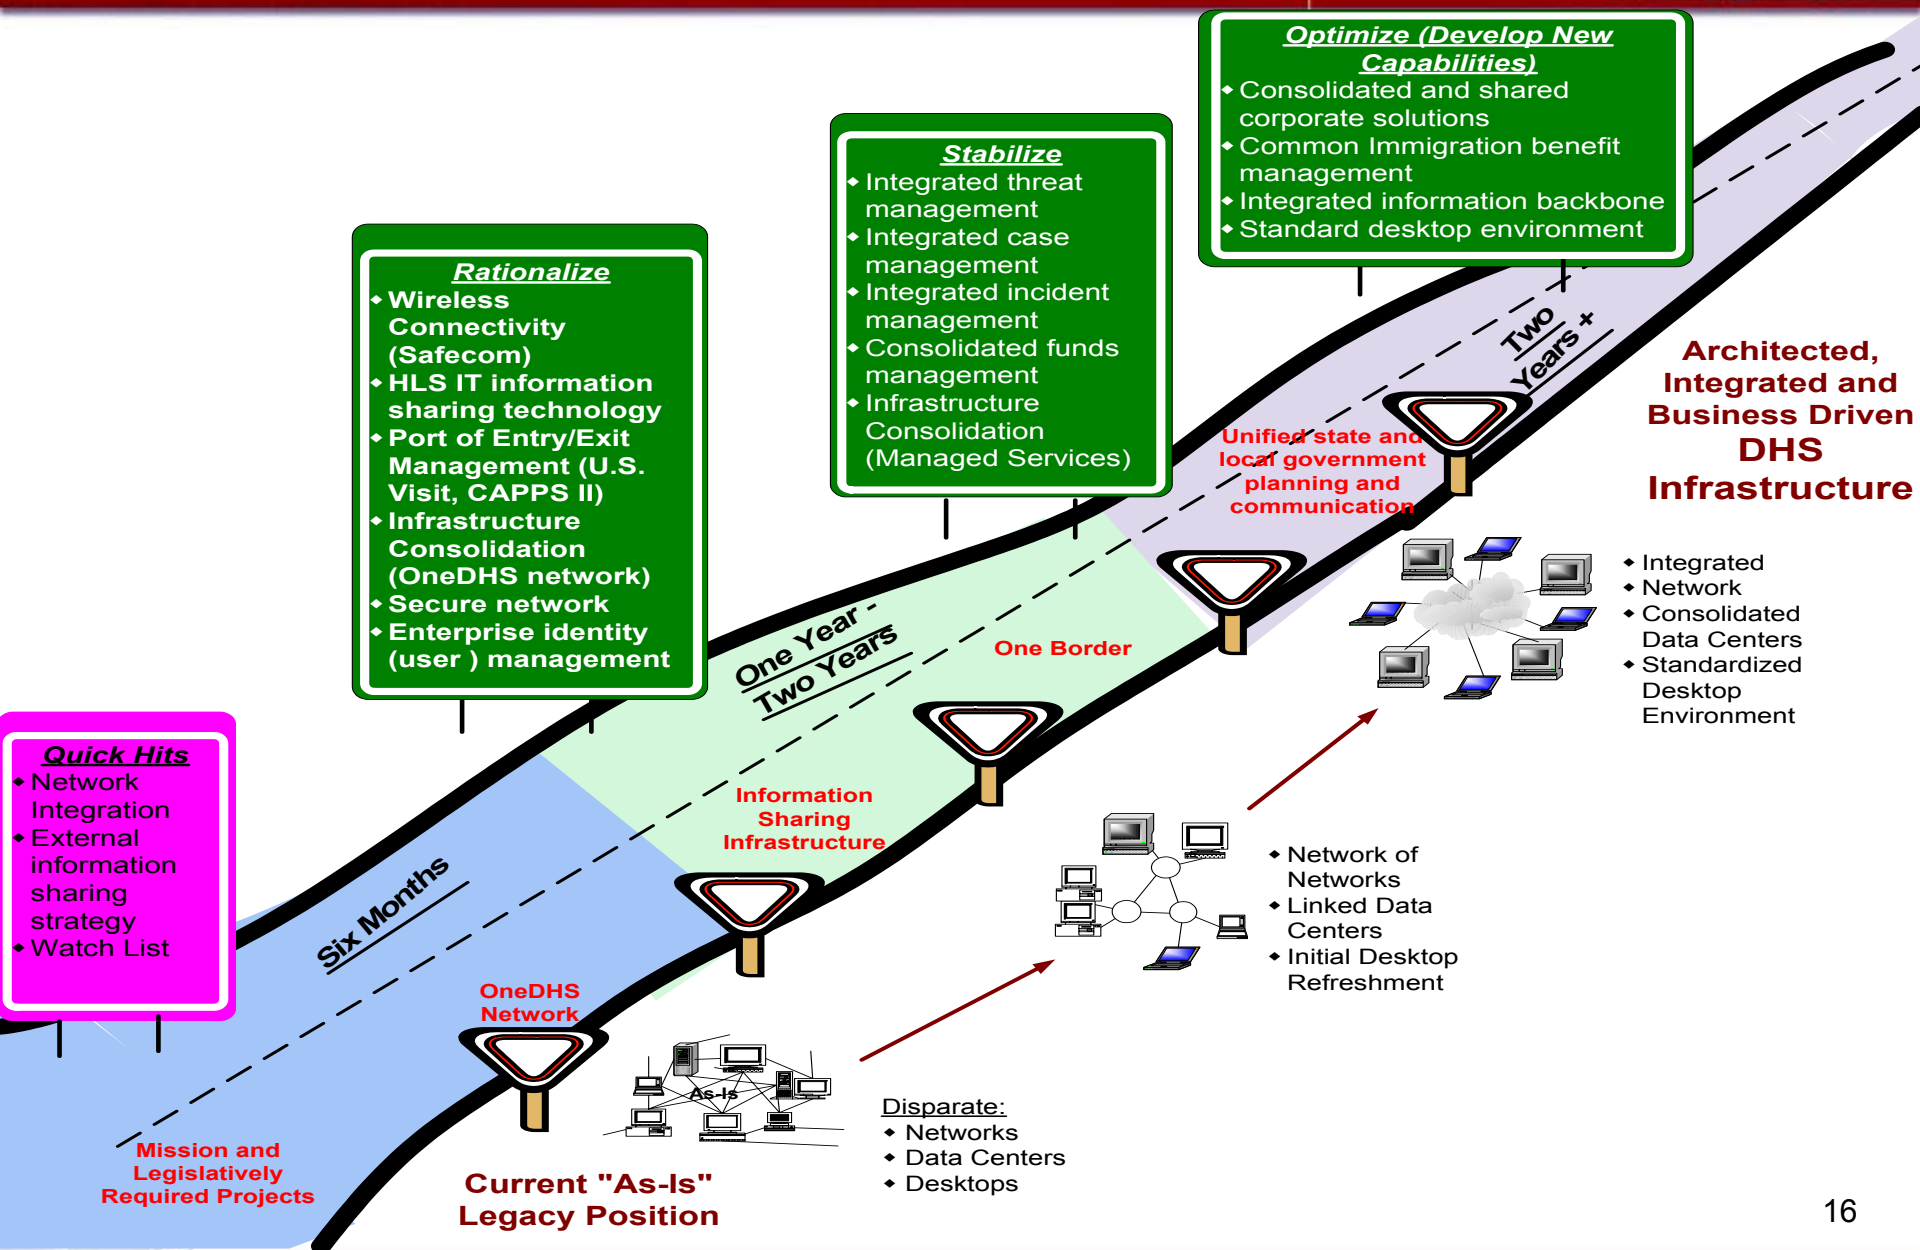 Optimize (Develop New
Capabilities)
Consolidated and shared
corporate solutions
Common Immigration benefit
management
Integrated information backbone
Standard desktop environment
Stabilize
Integrated threat
management
Integrated case
management
Integrated incident
management
Consolidated funds
management
Infrastructure
Consolidation
(Managed Services)
Rationalize
Wireless
Connectivity
(Safecom)
HLS IT information
sharing technology
Port of Entry/Exit
Management (U.S.
Visit, CAPPS II)
Infrastructure
Consolidation
(OneDHS network)
Secure network
Enterprise identity
(user ) management
Quick Hits
Network
Integration
External
information
sharing
strategy
Watch List
Two
Years +
Architected,
Integrated and
Business Driven
DHS
Infrastructure
Unified state and
local government
planning and
communication
Integrated
Network
Consolidated
Data Centers
Standardized
Desktop
Environment
One Year -
Two Years
One Border
Information
Sharing
Infrastructure
Network of
Networks
Linked Data
Centers
Initial Desktop
Refreshment
Six Months
OneDHS
Network
As-Is
Disparate:
Networks
Data Centers
Desktops
Mission and
Legislatively
Required Projects
Current "As-Is"
Legacy Position
16